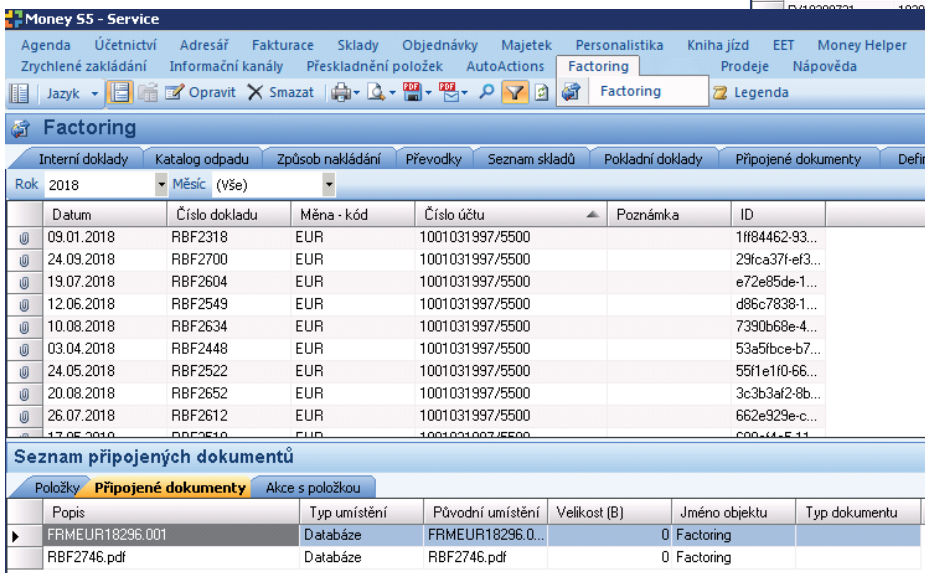 Money S5 - Service
Agenda Účetnictví Adresář Fakturace Sklady Objednávky Majetek Personalistika Kniha jízd EET Money Helper
Zrychlené zakládání Informační kanály Přeskladnění položek AutoActions Factoring Prodeje Nápověda
Jazyk Opravit Smazat Factoring Legenda
Factoring
Interní doklady Katalog odpadu Způsob nakládání Převodky Seznam skladů Pokladní doklady Připojené dokumenty Defin
Rok 2018 Měsíc (Vše)
Datum Číslo dokladu Měna - kód Číslo účtu Poznámka ID
09.01.2018 RBF2318 EUR 1001031997/5500 1ff84462-93...
24.09.2018 RBF2700 EUR 1001031997/5500 29fca37f-ef3...
19.07.2018 RBF2604 EUR 1001031997/5500 e72e85de-1...
12.06.2018 RBF2549 EUR 1001031997/5500 d86c7838-1...
10.08.2018 RBF2634 EUR 1001031997/5500 7390b68e-4...
03.04.2018 RBF2448 EUR 1001031997/5500 53a5fbce-b7...
24.05.2018 RBF2522 EUR 1001031997/5500 55f1e1f0-66...
20.08.2018 RBF2652 EUR 1001031997/5500 3c3b3af2-8b...
26.07.2018 RBF2612 EUR 1001031997/5500 662e929e-c...
Seznam připojených dokumentů
Položky Připojené dokumenty Akce s položkou
Popis Typ umístění Původní umístění Velikost (B) Jméno objektu Typ dokumentu
FRMEUR18296.001 Databáze FRMEUR18296.0... 0 Factoring
RBF2746.pdf Databáze RBF2746.pdf 0 Factoring